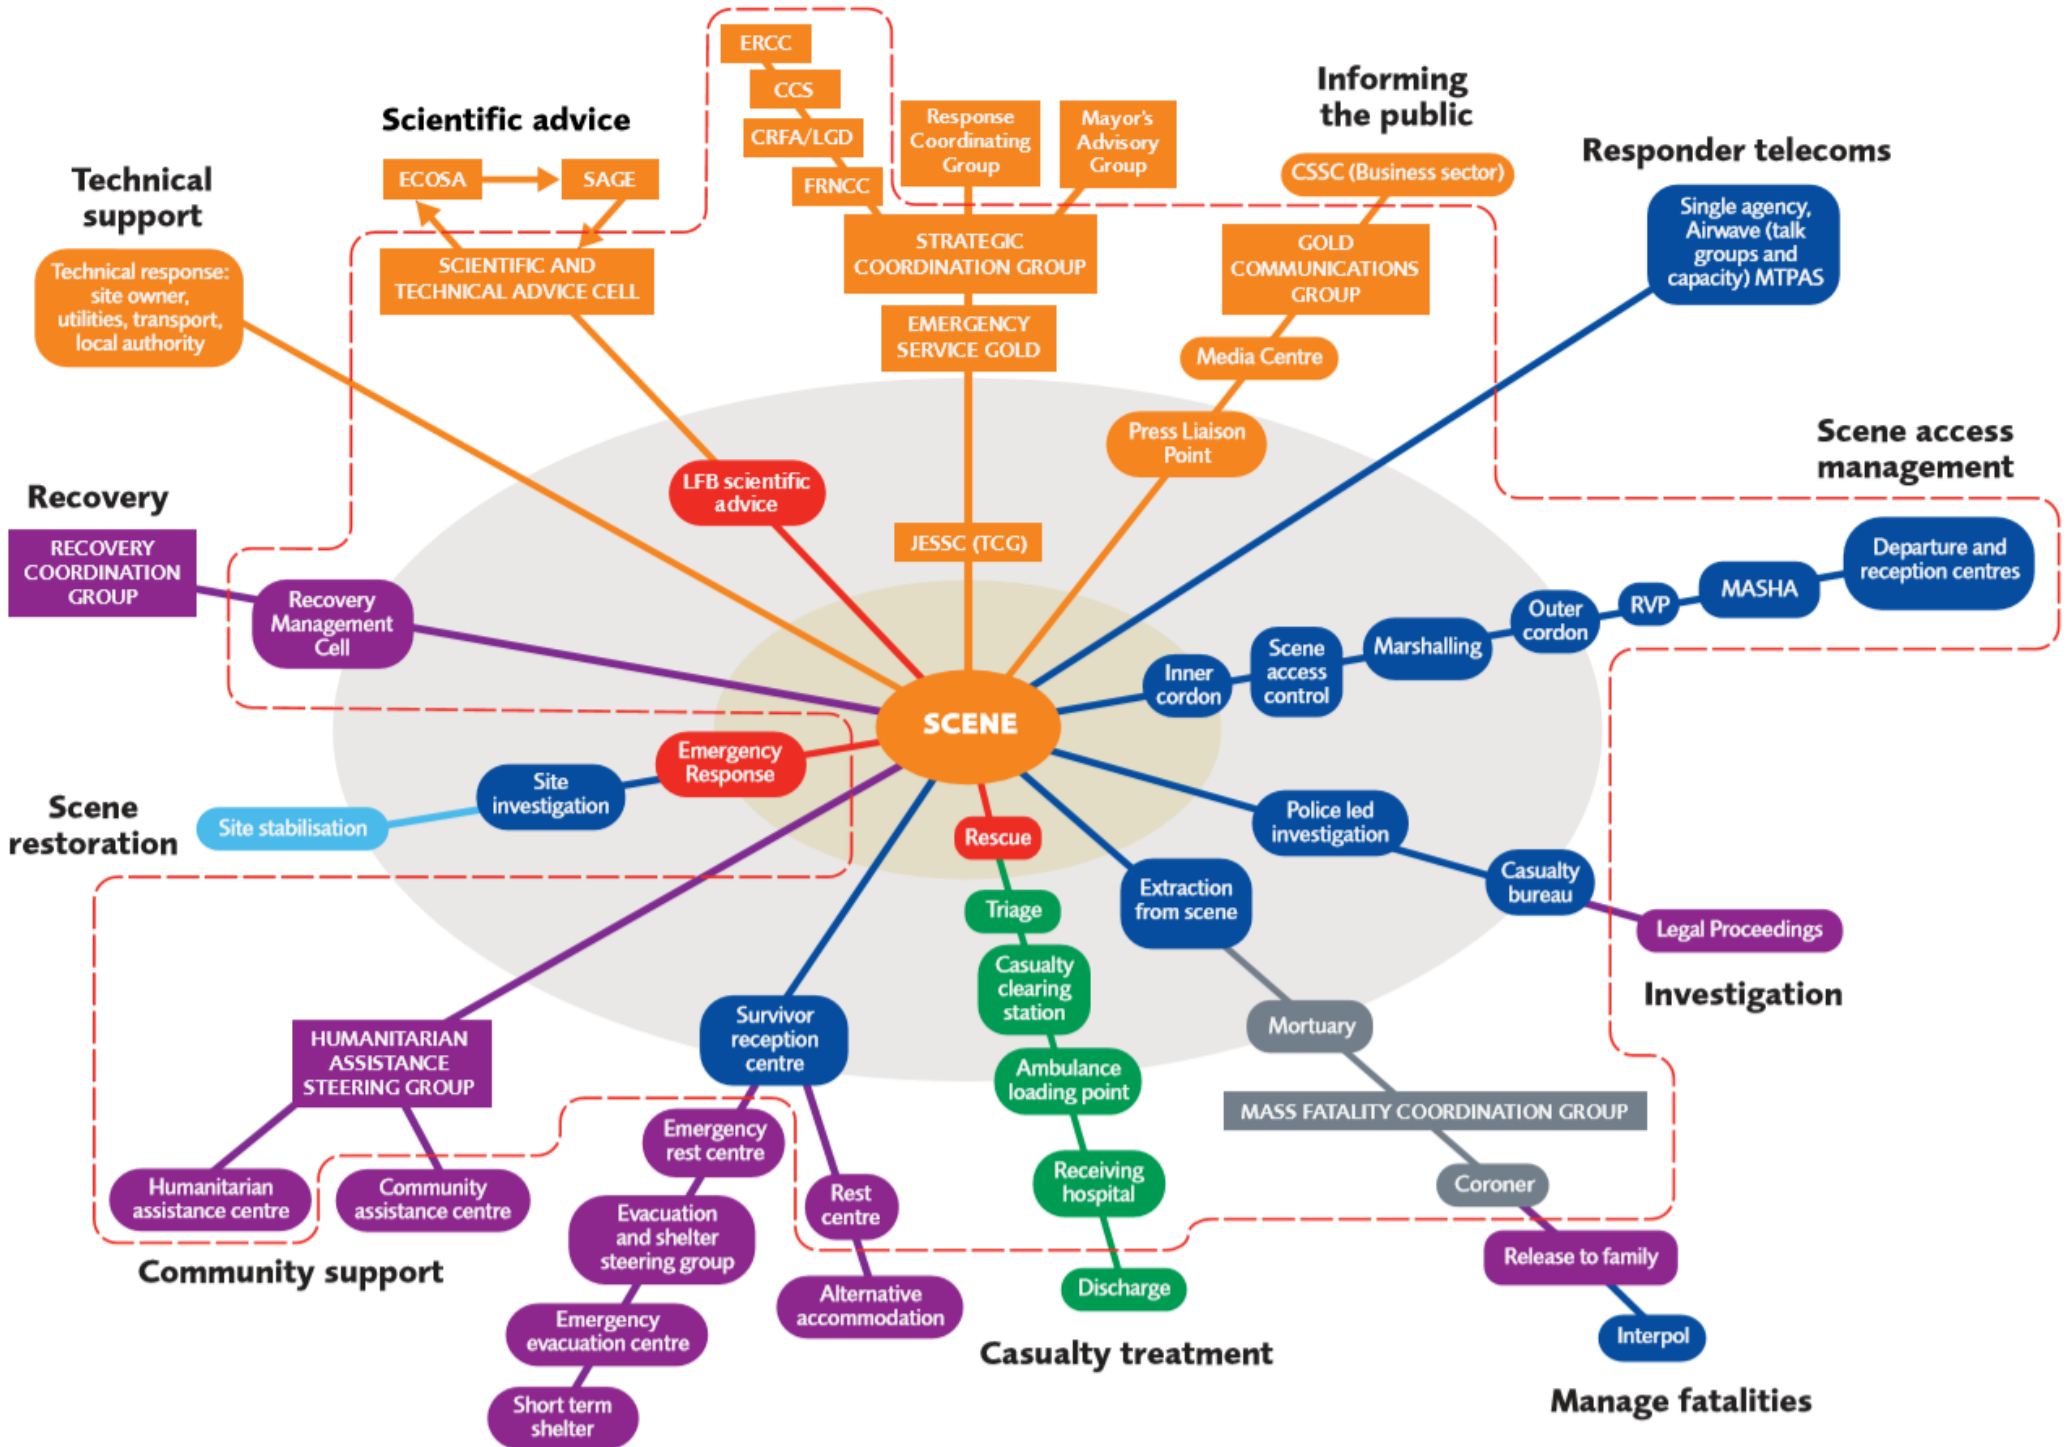 ERCC
CCS
CRFA/LGD
FRNCC
Response
Coordinating
Group
Mayor's
Advisory
Group
STRATEGIC
COORDINATION GROUP
EMERGENCY
SERVICE GOLD
JESSC (TCG)
Scientific advice
ECOSA
SAGE
SCIENTIFIC AND
TECHNICAL ADVICE CELL
LFB scientific
advice
Technical
support
Technical response:
site owner,
utilities, transport,
local authority
Informing
the public
CSSC (Business sector)
GOLD
COMMUNICATIONS
GROUP
Media Centre
Press Liaison
Point
Responder telecoms
Single agency,
Airwave (talk
groups and
capacity) MTPAS
Scene access
management
Departure and
reception centres
MASHA
RVP
Outer
cordon
Marshalling
Scene
access
control
Inner
cordon
Recovery
RECOVERY
COORDINATION
GROUP
Recovery
Management
Cell
SCENE
Emergency
Response
Site
investigation
Site stabilisation
Scene
restoration
Rescue
Triage
Casualty
clearing
station
Ambulance
loading point
Receiving
hospital
Discharge
Casualty treatment
Police led
investigation
Casualty
bureau
Legal Proceedings
Investigation
Extraction
from scene
Mortuary
MASS FATALITY COORDINATION GROUP
Coroner
Release to family
Interpol
Manage fatalities
HUMANITARIAN
ASSISTANCE
STEERING GROUP
Humanitarian
assistance centre
Community
assistance centre
Community support
Survivor
reception
centre
Emergency
rest centre
Evacuation
and shelter
steering group
Emergency
evacuation centre
Short term
shelter
Rest
centre
Alternative
accommodation